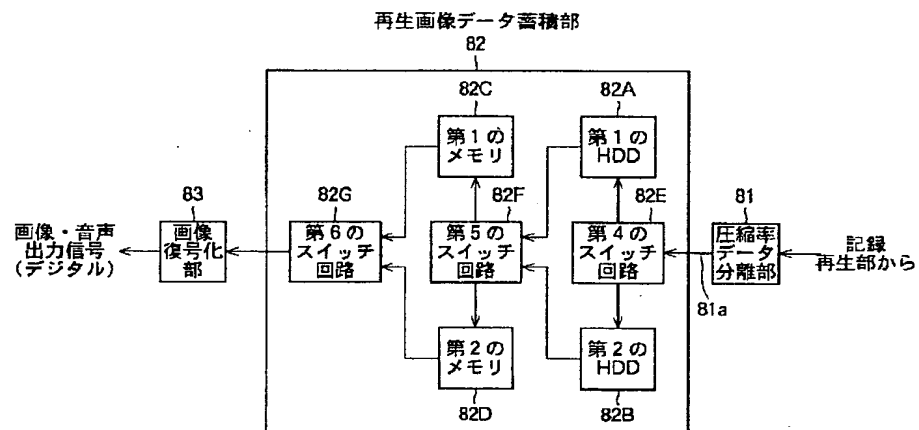 再生画像データ蓄積部
82
82C
82A
第1の
メモリ
第1の
HDD
83
82G
82F
82E
81
画像・音声
出力信号
(デジタル)
画像
復号化
部
第6の
スイッチ
回路
第5の
スイッチ
回路
第4の
スイッチ
回路
圧縮率
データ
分離部
記録
再生部から
81a
第2の
メモリ
第2の
HDD
82D
82B